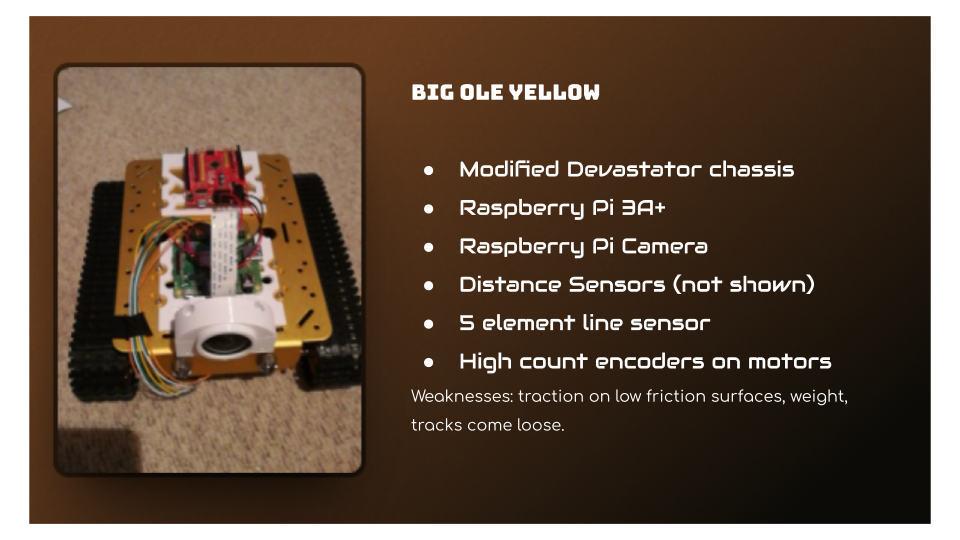 BIG OLE YELLOW
● Modified Devastator chassis
● Raspberry Pi 3A+
● Raspberry Pi Camera
● Distance Sensors (not shown)
● 5 element line sensor
● High count encoders on motors
Weaknesses: traction on low friction surfaces, weight,
tracks come loose.